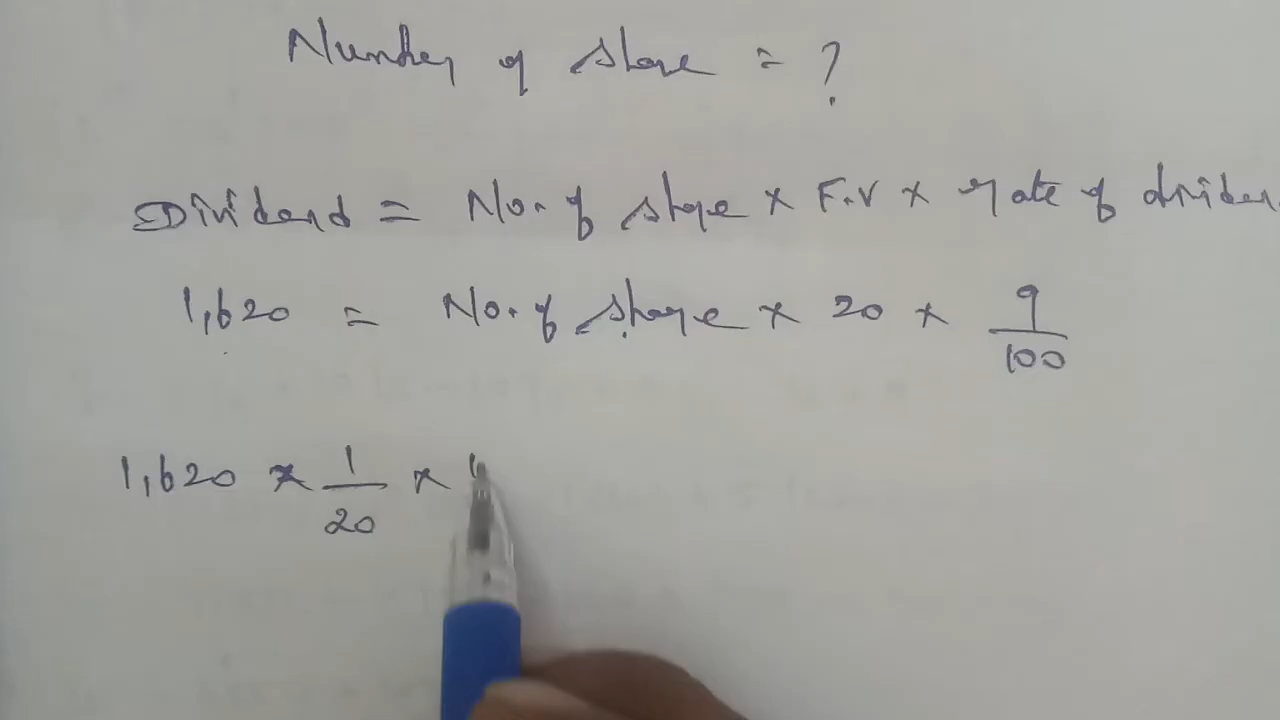 Number of share = ?
Dividend = No. of share × F.V × rate of dividen
1,620 = No. of share × 20 × 9/100
1,620 × 1/20 × 1